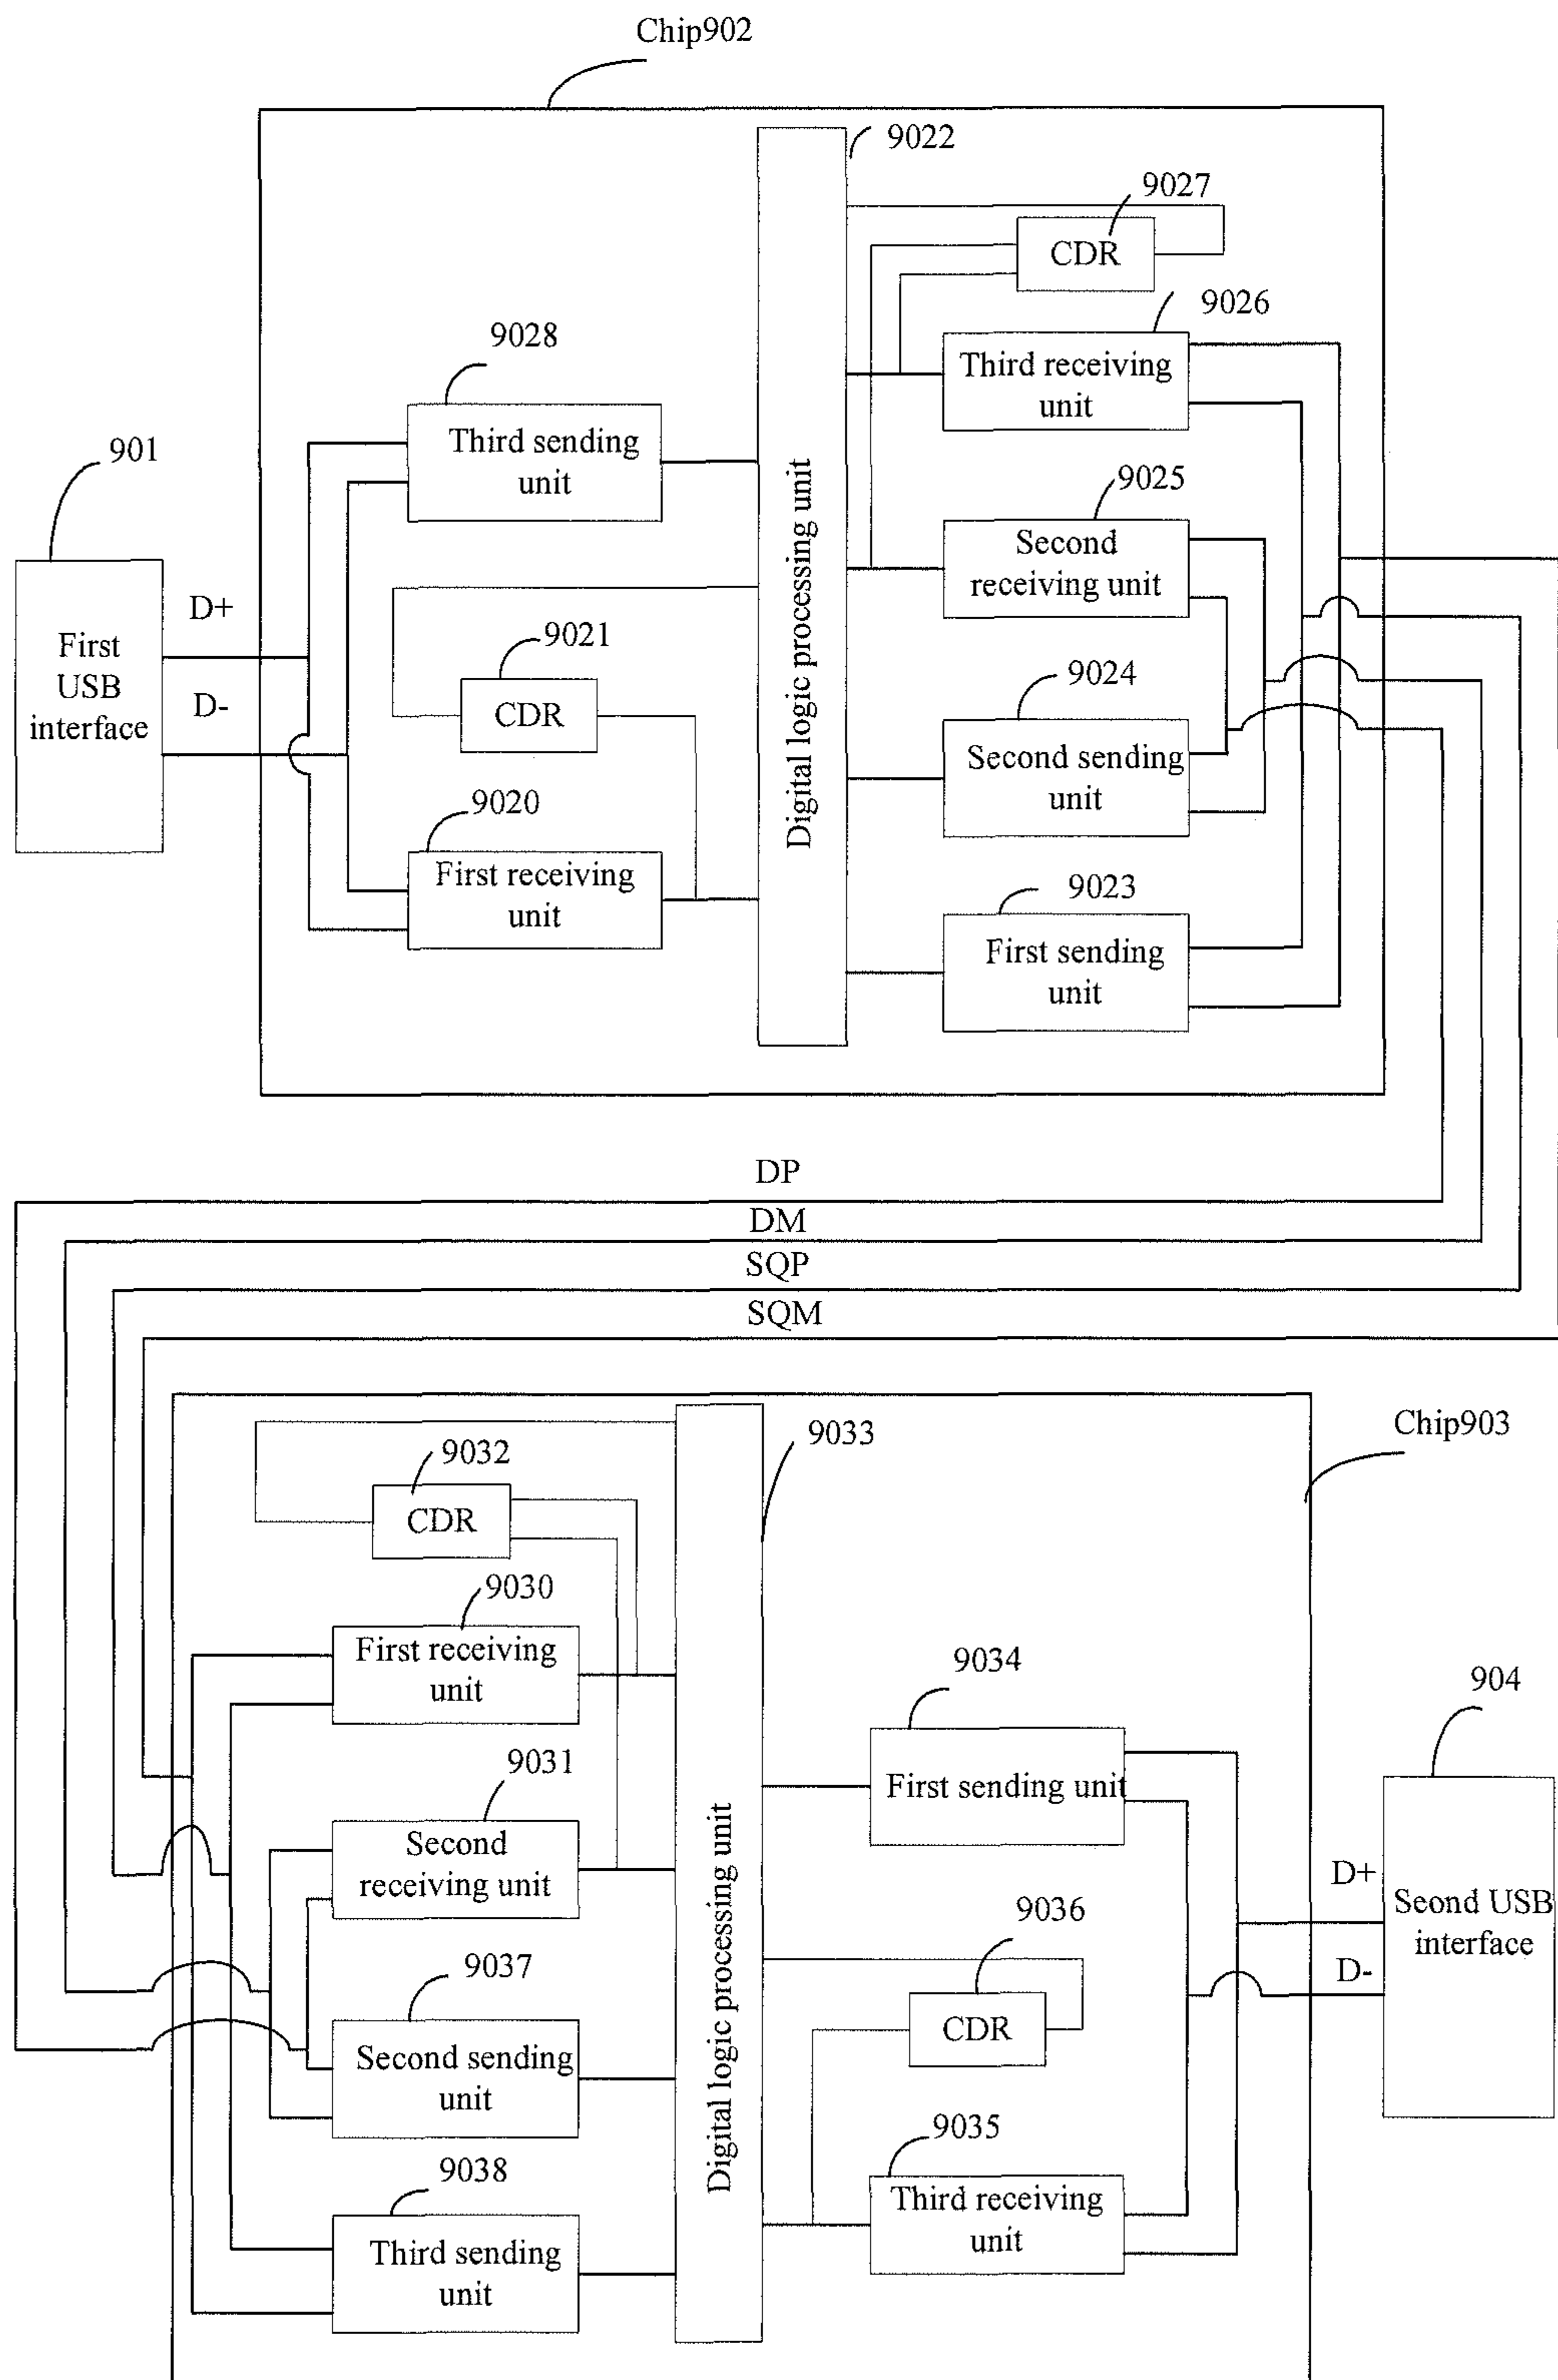 Chip902
9022
9027
CDR
9026
Third receiving
unit
9028
Third sending
unit
901
First
USB
interface
D+
D-
9025
Second
receiving unit
9021
CDR
9024
Second sending
unit
Digital logic processing unit
9020
First receiving
unit
9023
First sending
unit
DP
DM
SQP
SQM
Chip903
9033
9032
CDR
9030
First receiving
unit
9034
First sending unit
904
Seond USB
interface
D+
D-
9031
Second
receiving unit
Digital logic processing unit
9036
CDR
9037
Second sending
unit
9035
Third receiving
unit
9038
Third sending
unit